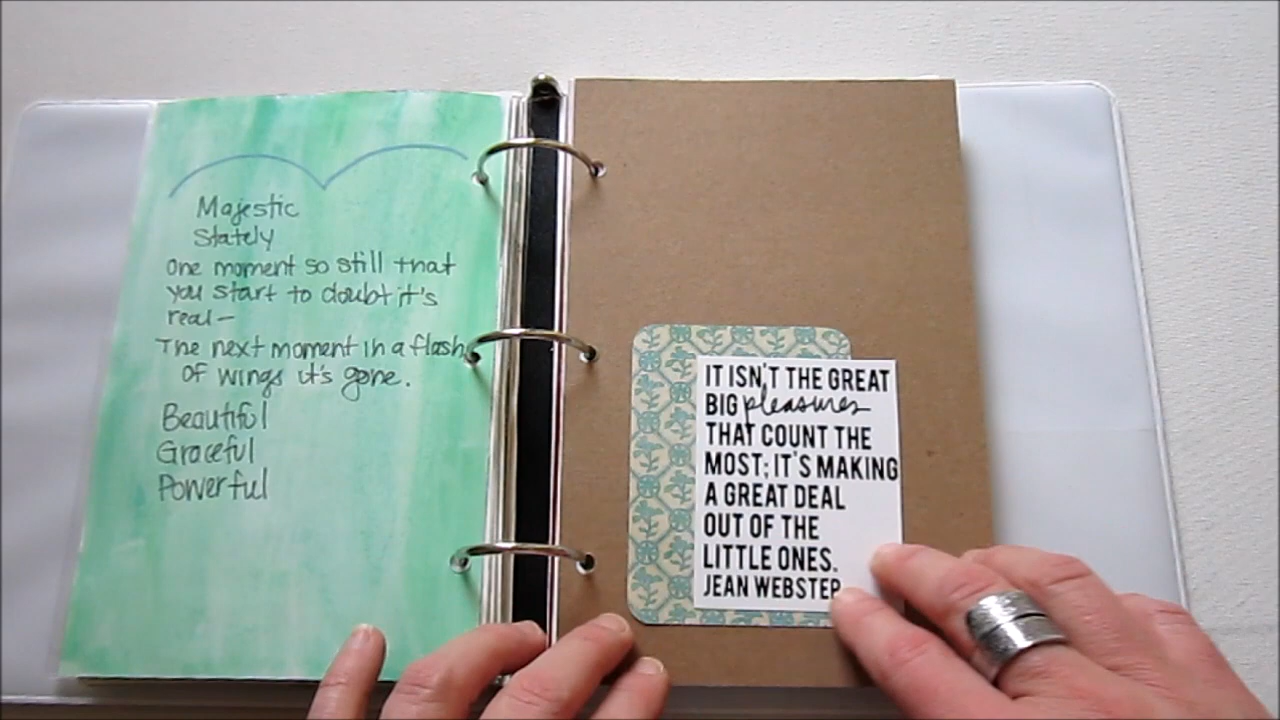 Majestic
Stately
One moment so still that
you start to doubt it's
real—
The next moment in a flash
of wings it's gone.
Beautiful
Graceful
Powerful
IT ISN'T THE GREAT
BIG pleasures
THAT COUNT THE
MOST; IT'S MAKING
A GREAT DEAL
OUT OF THE
LITTLE ONES.
JEAN WEBSTER